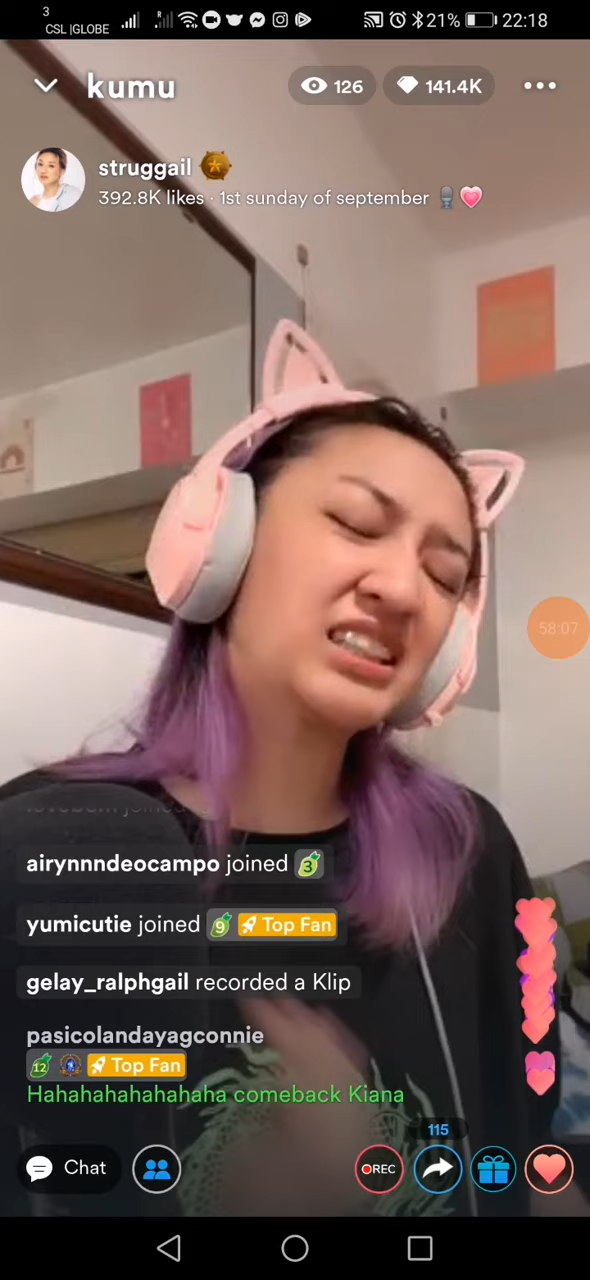 3
CSL |GLOBE
21% 22:18
kumu
126
141.4K
struggail
392.8K likes · 1st sunday of september
58:07
airynnndeocampo joined 3
yumicutie joined 9 Top Fan
gelay_ralphgail recorded a Klip
pasicolandayagconnie
12 Top Fan
Hahahahahahahaha comeback Kiana
115
Chat
REC